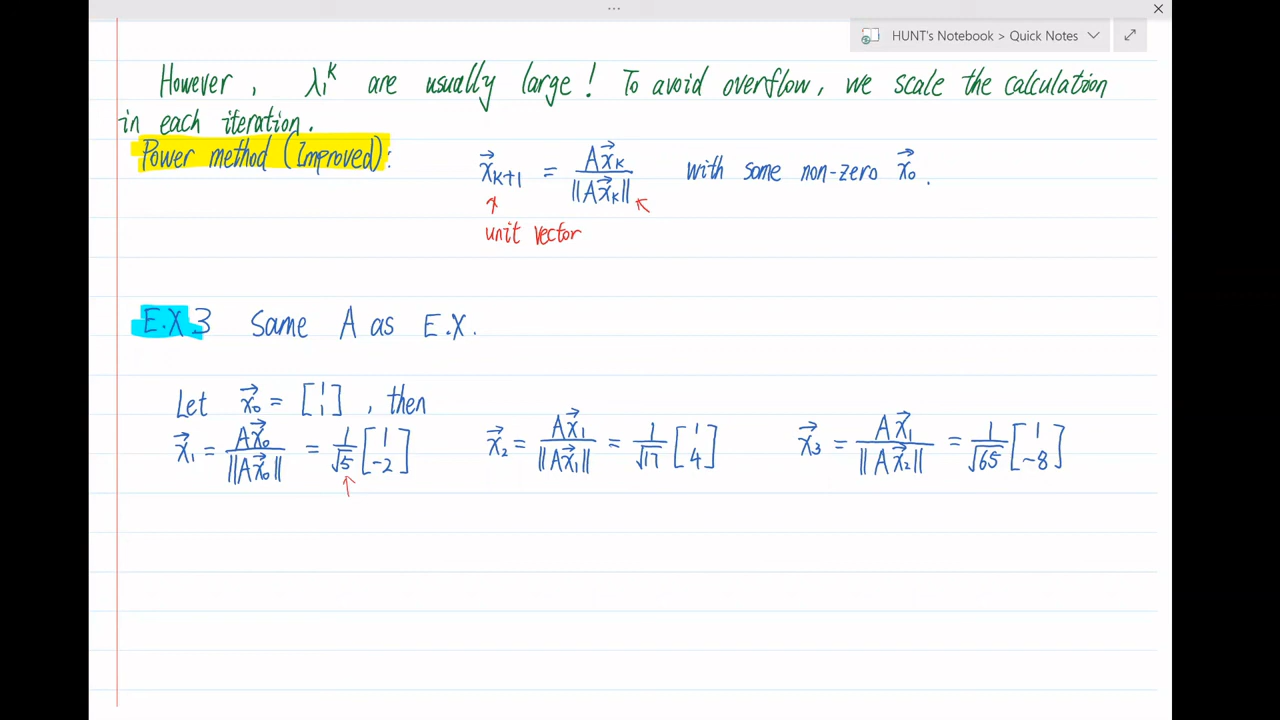 HUNT's Notebook > Quick Notes
However, λ₁ᵏ are usually large! To avoid overflow, we scale the calculation
in each iteration.
Power method (Improved): x⃗ₖ₊₁ = Ax⃗ₖ / ||Ax⃗ₖ|| with some non-zero x⃗₀.
unit vector
E.X.3 Same A as E.X.
Let x⃗₀ = [1 1], then
x⃗₁ = Ax⃗₀ / ||Ax⃗₀|| = 1/√5 [1 -2] x⃗₂ = Ax⃗₁ / ||Ax⃗₁|| = 1/√17 [1 4] x⃗₃ = Ax⃗₁ / ||Ax⃗₂|| = 1/√65 [1 -8]